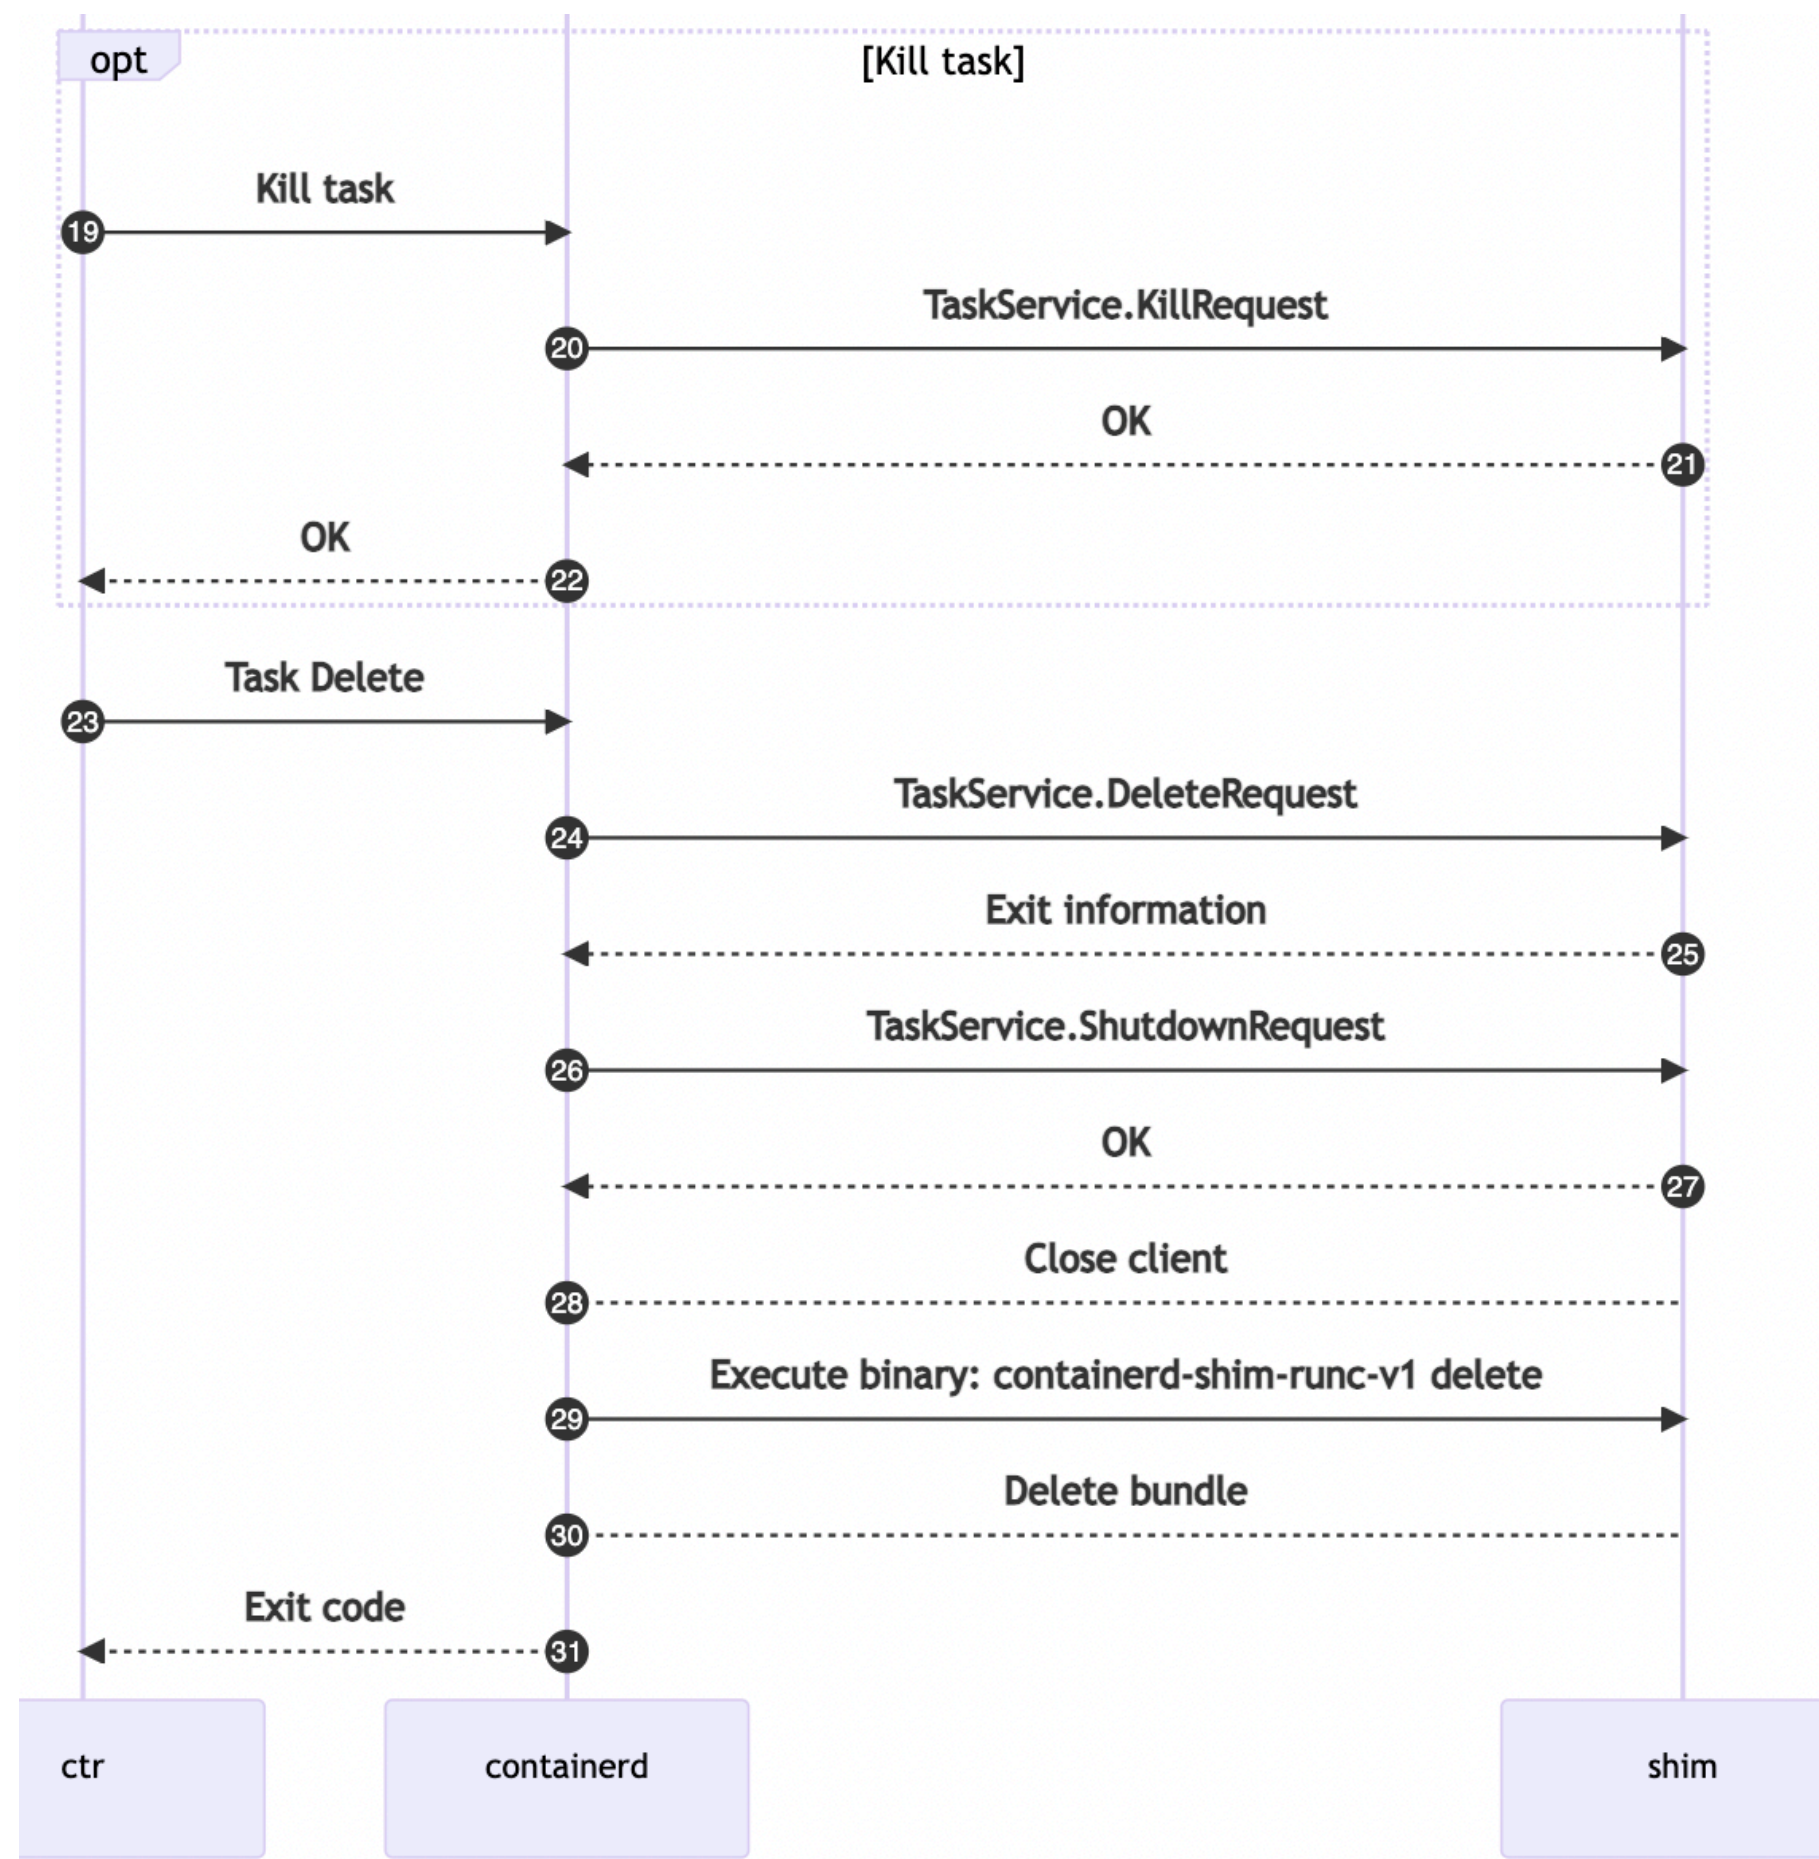 opt
[Kill task]
Kill task
19
TaskService.KillRequest
20
OK
21
OK
22
Task Delete
23
TaskService.DeleteRequest
24
Exit information
25
TaskService.ShutdownRequest
26
OK
27
Close client
28
Execute binary: containerd-shim-runc-v1 delete
29
Delete bundle
30
Exit code
31
ctr
containerd
shim